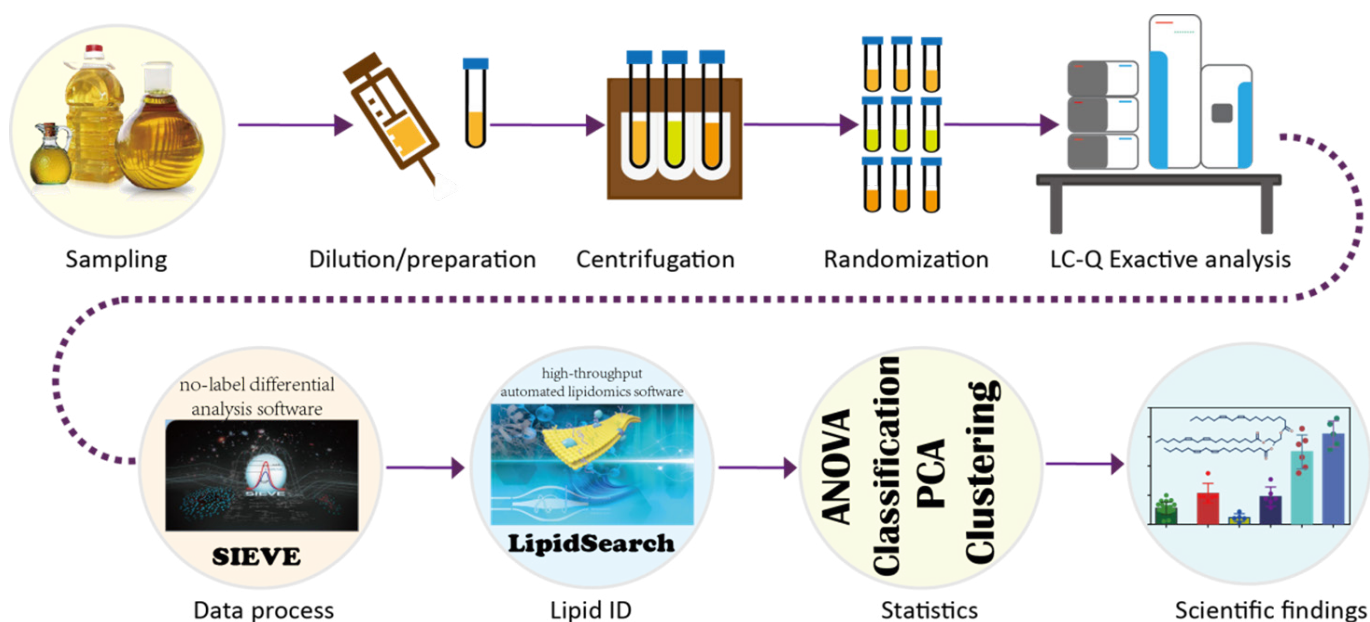 Sampling
Dilution/preparation
Centrifugation
Randomization
LC-Q Exactive analysis
no-label differential
analysis software
SIEVE
SIEVE
Data process
high-throughput
automated lipidomics software
LipidSearch
Lipid ID
ANOVA
Classification
PCA
Clustering
Statistics
Scientific findings